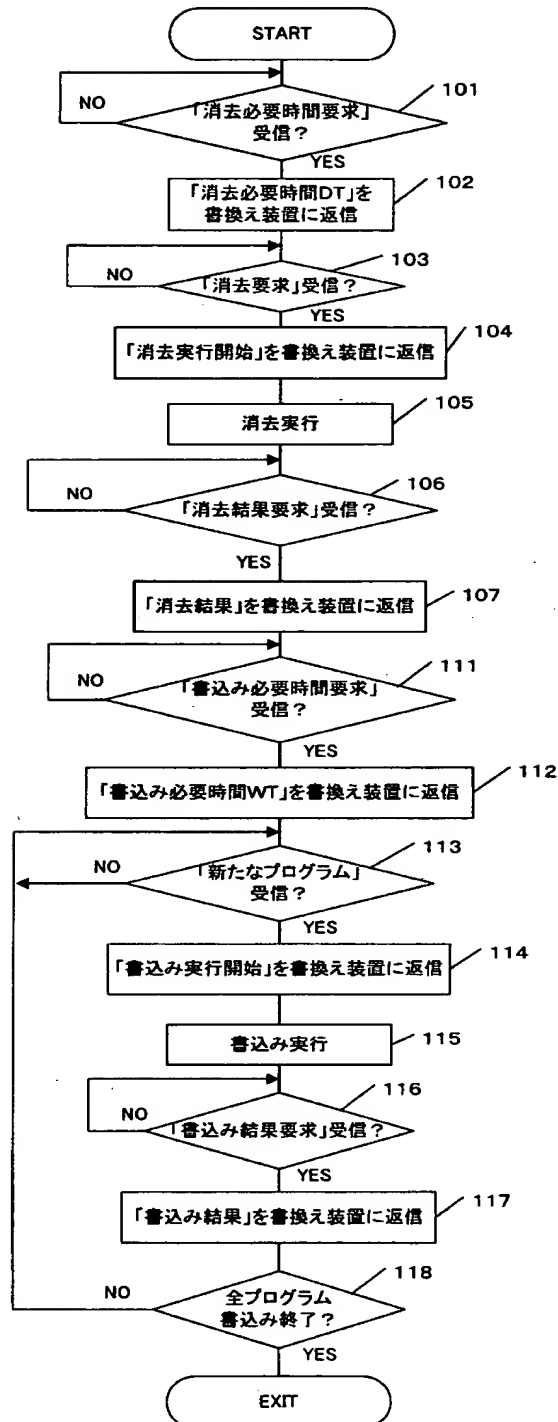 START
NO
「消去必要時間要求」
受信？
101
YES
「消去必要時間DT」を
書換え装置に返信
102
NO
「消去要求」受信？
103
YES
「消去実行開始」を書換え装置に返信
104
消去実行
105
NO
「消去結果要求」受信？
106
YES
「消去結果」を書換え装置に返信
107
NO
「書込み必要時間要求」
受信？
111
YES
「書込み必要時間WT」を書換え装置に返信
112
NO
「新たなプログラム」
受信？
113
YES
「書込み実行開始」を書換え装置に返信
114
書込み実行
115
NO
「書込み結果要求」受信？
116
YES
「書込み結果」を書換え装置に返信
117
NO
全プログラム
書込み終了？
118
YES
EXIT